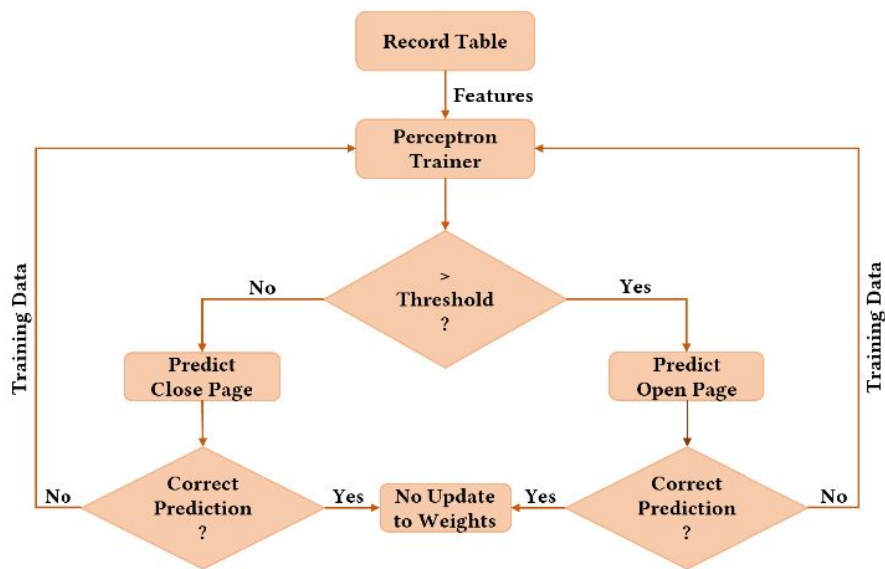 Record Table
Features
Perceptron
Trainer
>
Threshold
?
No
Yes
Training Data
Training Data
Predict
Close Page
Predict
Open Page
Correct
Prediction
?
No
Yes
No Update
to Weights
Yes
Correct
Prediction
?
No